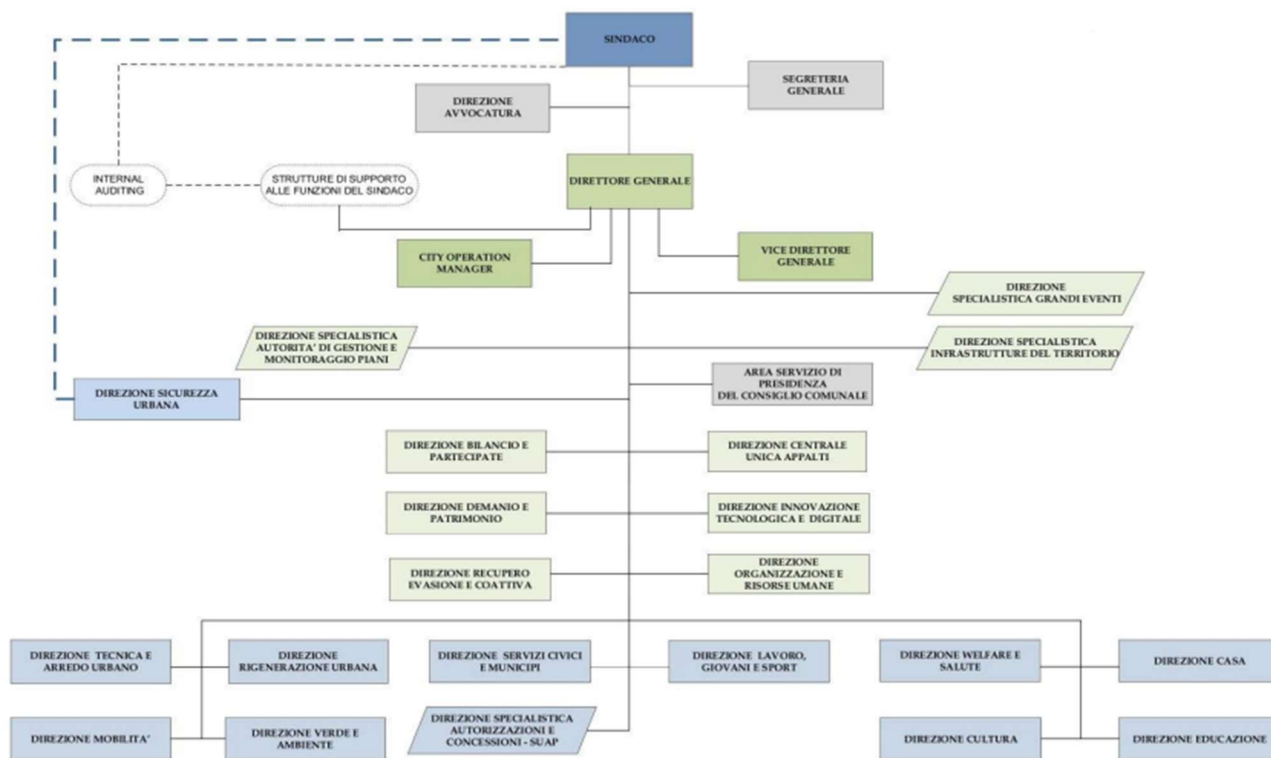 SINDACO
SEGRETERIA
GENERALE
DIREZIONE
AVVOCATURA
INTERNAL
AUDITING
STRUTTURE DI SUPPORTO
ALLE FUNZIONI DEL SINDACO
DIRETTORE GENERALE
CITY OPERATION
MANAGER
VICE DIRETTORE
GENERALE
DIREZIONE
SPECIALISTICA GRANDI EVENTI
DIREZIONE SPECIALISTICA
AUTORITA' DI GESTIONE E
MONITORAGGIO PIANI
DIREZIONE SPECIALISTICA
INFRASTRUTTURE DEL TERRITORIO
AREA SERVIZIO DI
PRESIDENZA
DEL CONSIGLIO COMUNALE
DIREZIONE SICUREZZA
URBANA
DIREZIONE BILANCIO E
PARTECIPATE
DIREZIONE CENTRALE
UNICA APPALTI
DIREZIONE DEMANIO E
PATRIMONIO
DIREZIONE INNOVAZIONE
TECNOLOGICA E DIGITALE
DIREZIONE RECUPERO
EVASIONE E COATTIVA
DIREZIONE
ORGANIZZAZIONE E
RISORSE UMANE
DIREZIONE TECNICA E
ARREDO URBANO
DIREZIONE
RIGENERAZIONE URBANA
DIREZIONE SERVIZI CIVICI
E MUNICIPI
DIREZIONE LAVORO,
GIOVANI E SPORT
DIREZIONE WELFARE E
SALUTE
DIREZIONE CASA
DIREZIONE MOBILITA'
DIREZIONE VERDE E
AMBIENTE
DIREZIONE SPECIALISTICA
AUTORIZZAZIONI E
CONCESSIONI - SUAP
DIREZIONE CULTURA
DIREZIONE EDUCAZIONE